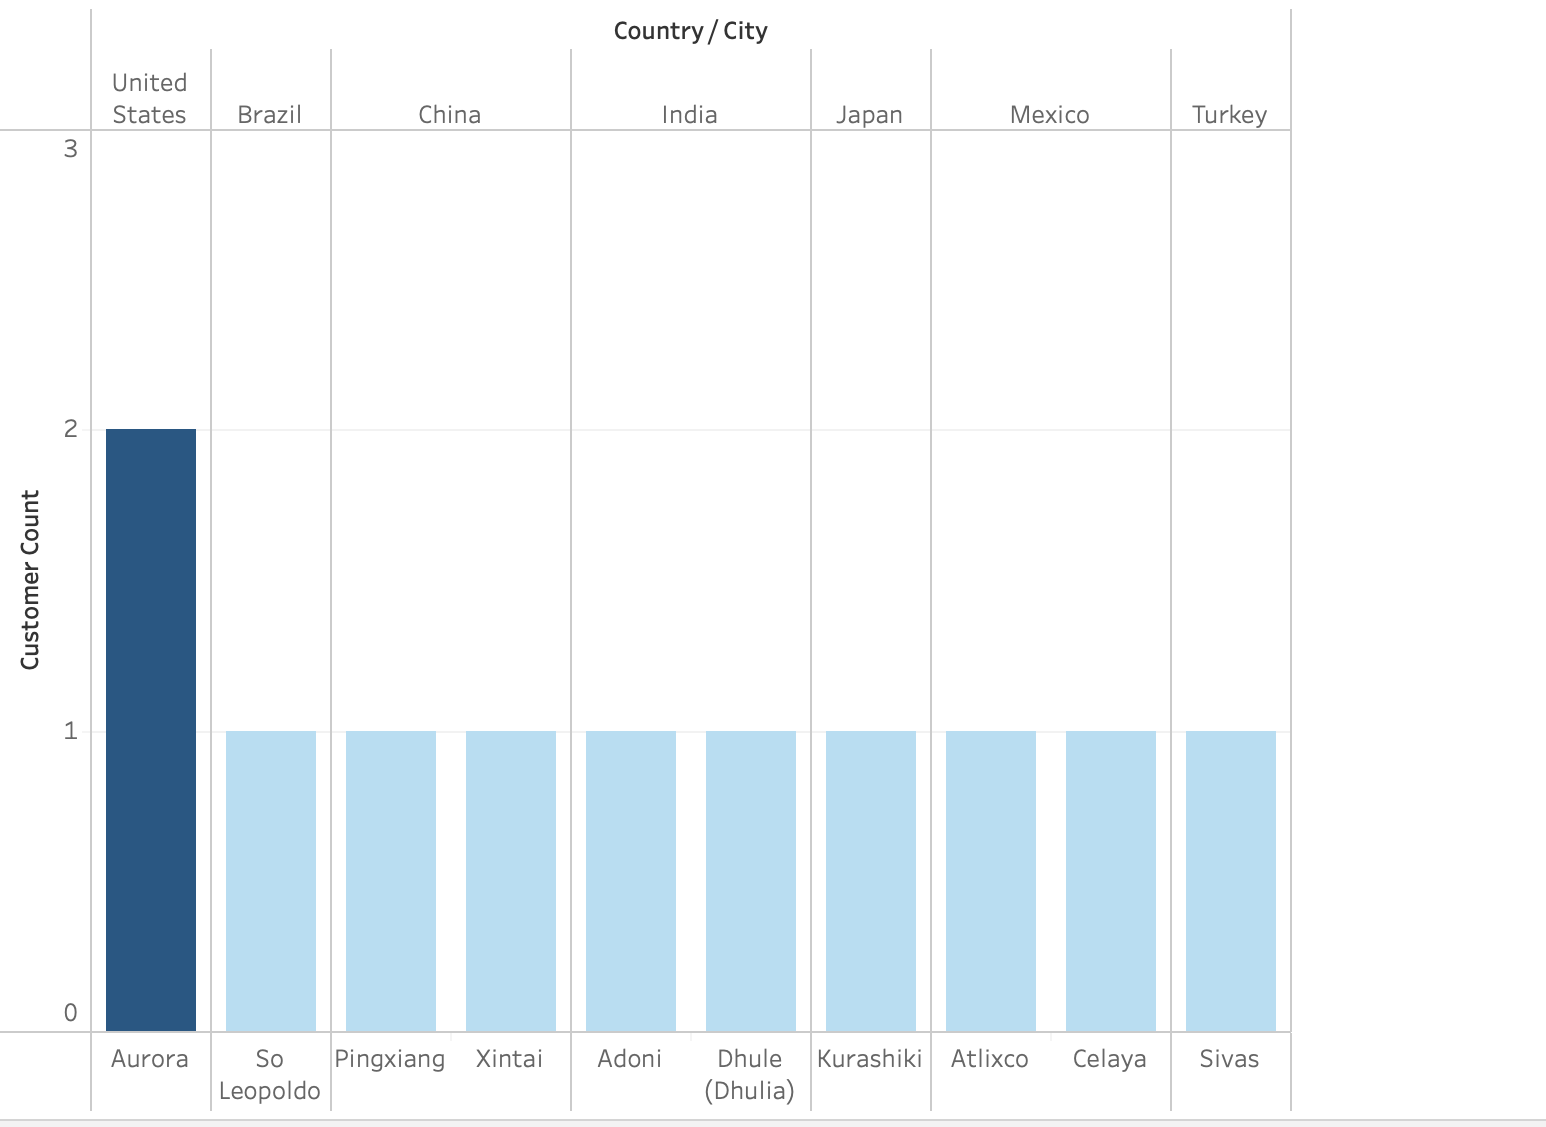 Country / City
United
States
Brazil
China
India
Japan
Mexico
Turkey
3
2
1
0
Customer Count
Aurora
So
Leopoldo
Pingxiang
Xintai
Adoni
Dhule
(Dhulia)
Kurashiki
Atlixco
Celaya
Sivas